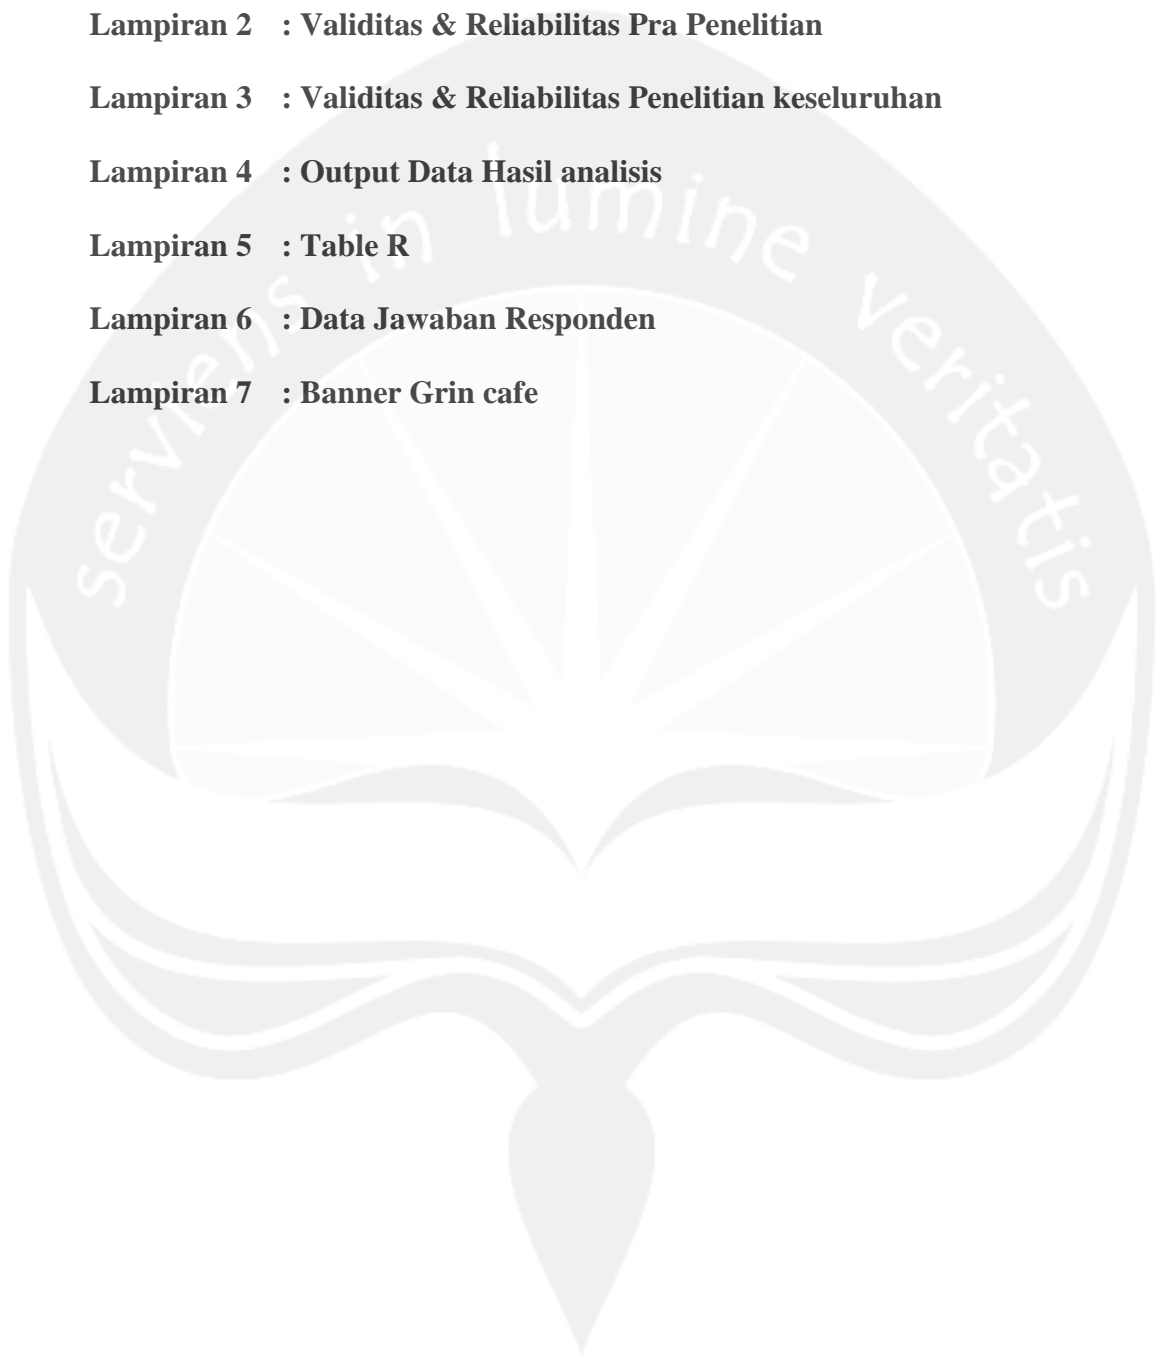 Lampiran 2 : Validitas & Reliabilitas Pra Penelitian
Lampiran 3 : Validitas & Reliabilitas Penelitian keseluruhan
Lampiran 4 : Output Data Hasil analisis
Lampiran 5 : Table R
Lampiran 6 : Data Jawaban Responden
Lampiran 7 : Banner Grin cafe
serviens in lumine veritatis